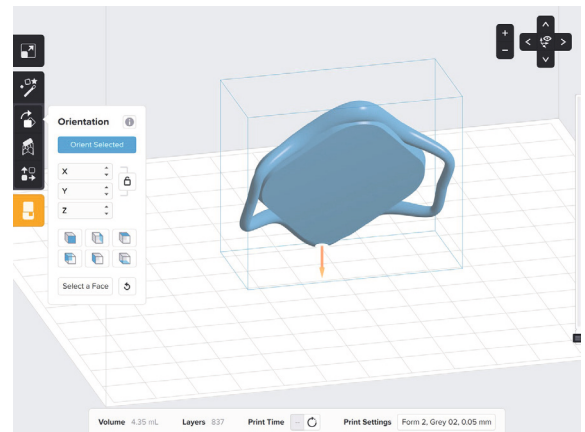 Orientation
Orient Selected
X
Y
Z
Select a Face
Volume 4.35 mL Layers 837 Print Time – Print Settings Form 2, Grey 02, 0.05 mm